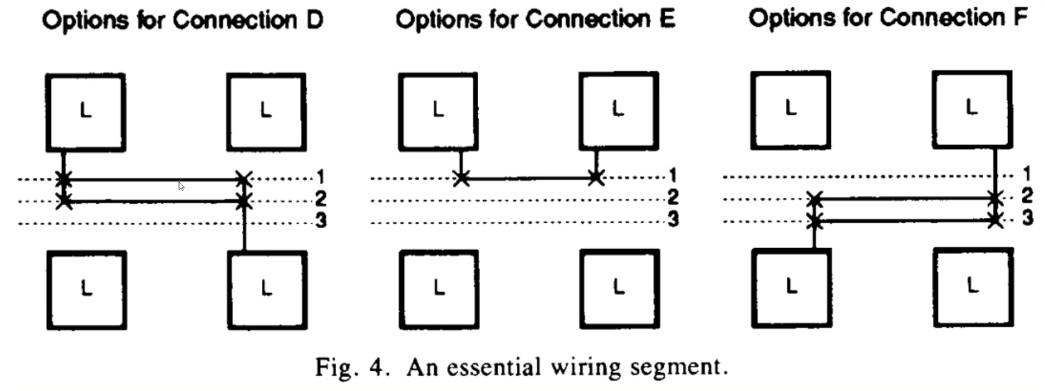 Options for Connection D Options for Connection E Options for Connection F
L L L L L L
1 1 1
2 2 2
3 3 3
L L L L L L
Fig. 4. An essential wiring segment.